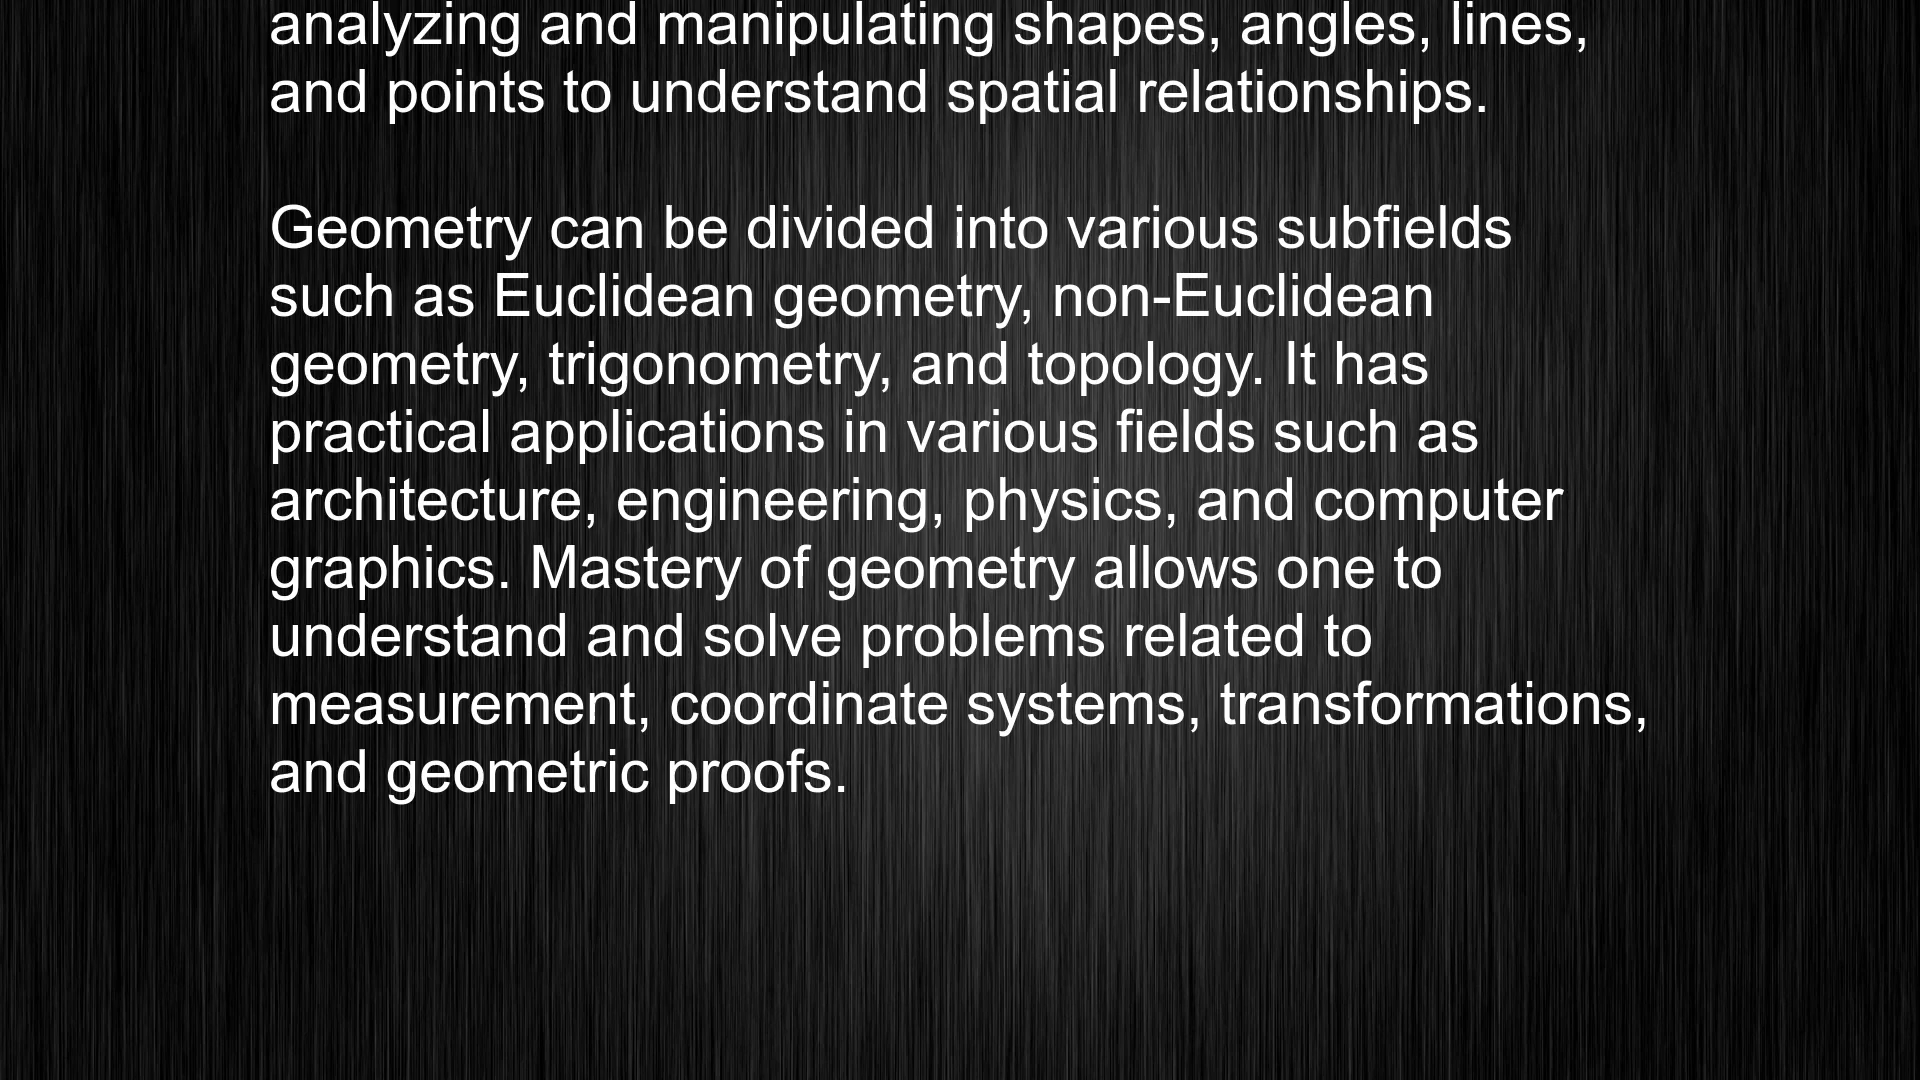 analyzing and manipulating shapes, angles, lines,
and points to understand spatial relationships.
Geometry can be divided into various subfields
such as Euclidean geometry, non-Euclidean
geometry, trigonometry, and topology. It has
practical applications in various fields such as
architecture, engineering, physics, and computer
graphics. Mastery of geometry allows one to
understand and solve problems related to
measurement, coordinate systems, transformations,
and geometric proofs.